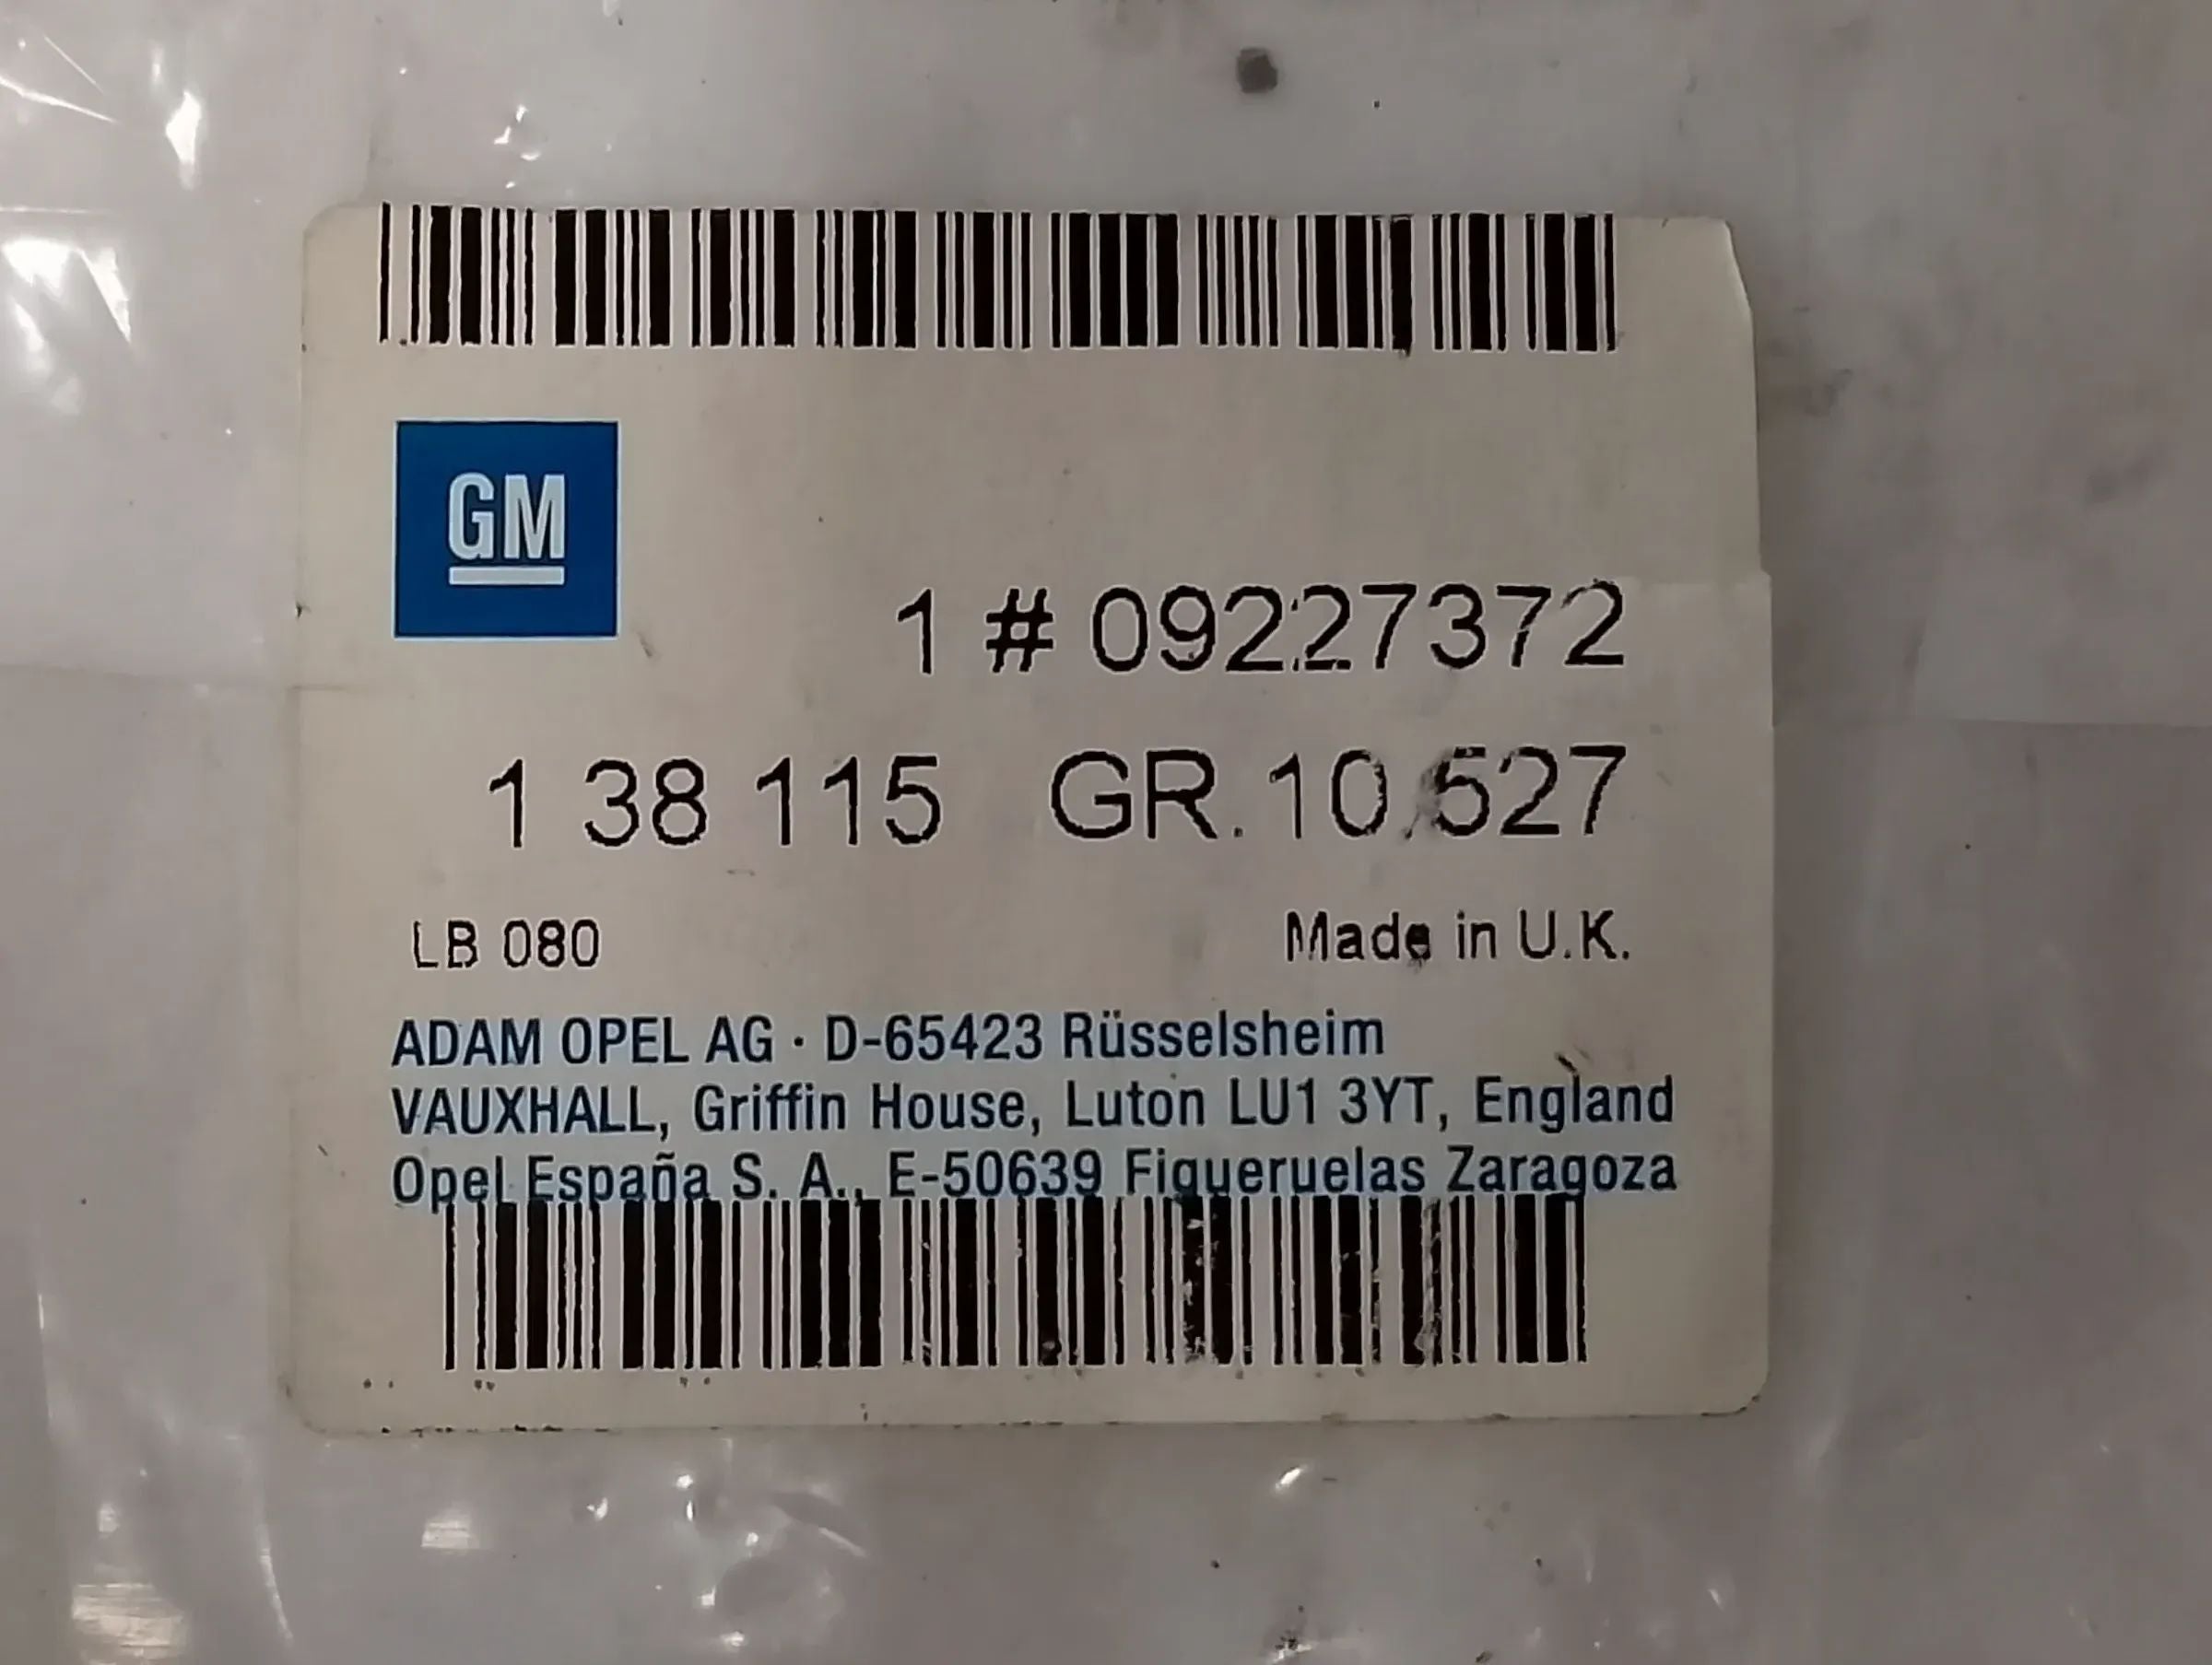 GM
1 # 09227372
1 38 115 GR.10.527
LB 080 Made in U.K.
ADAM OPEL AG · D-65423 Rüsselsheim
VAUXHALL, Griffin House, Luton LU1 3YT, England
Opel España S. A., E-50639 Figueruelas Zaragoza